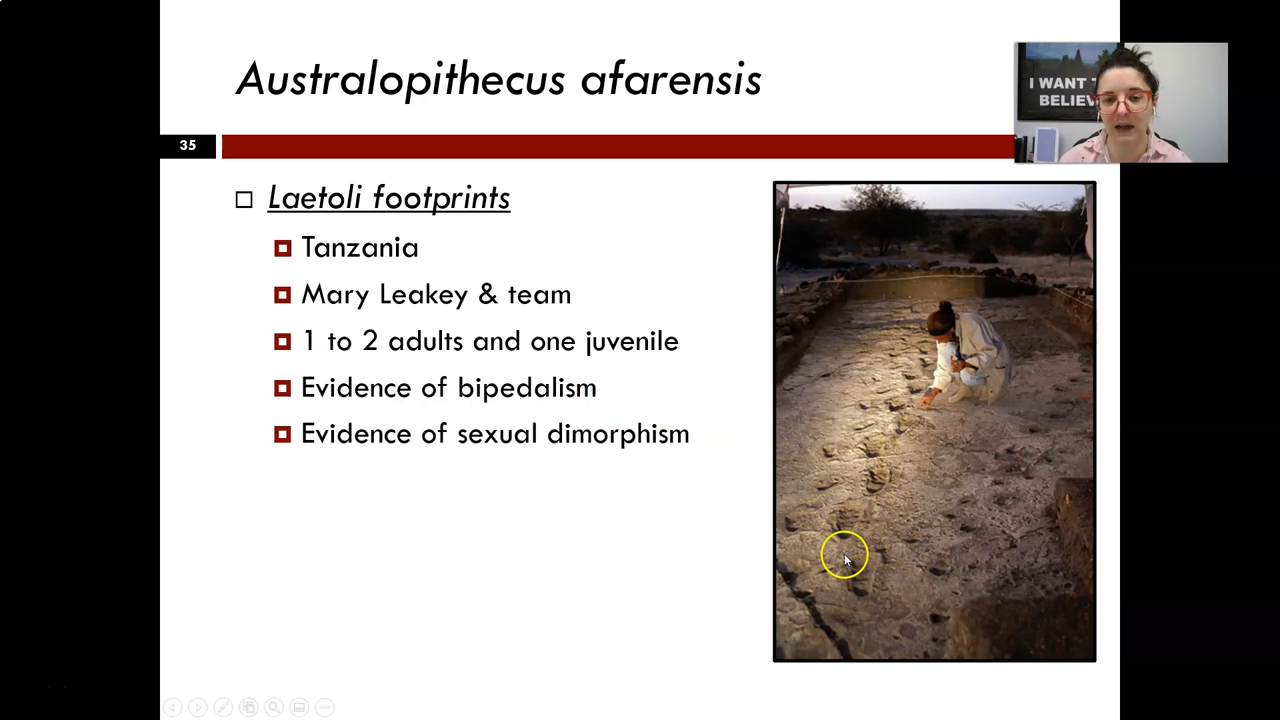 Australopithecus afarensis
I WANT
BELIEV
35
Laetoli footprints
Tanzania
Mary Leakey & team
1 to 2 adults and one juvenile
Evidence of bipedalism
Evidence of sexual dimorphism